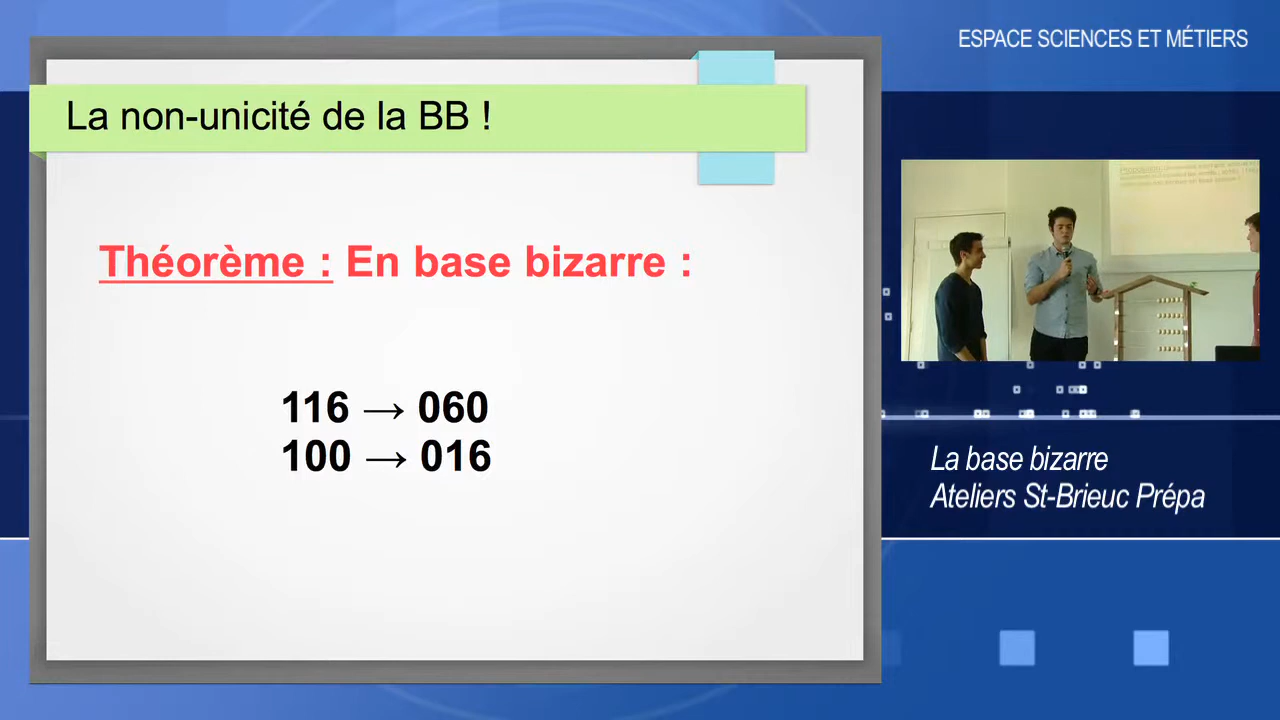 ESPACE SCIENCES ET MÉTIERS
La non-unicité de la BB !
Théorème : En base bizarre :
116 → 060
100 → 016
La base bizarre
Ateliers St-Brieuc Prépa